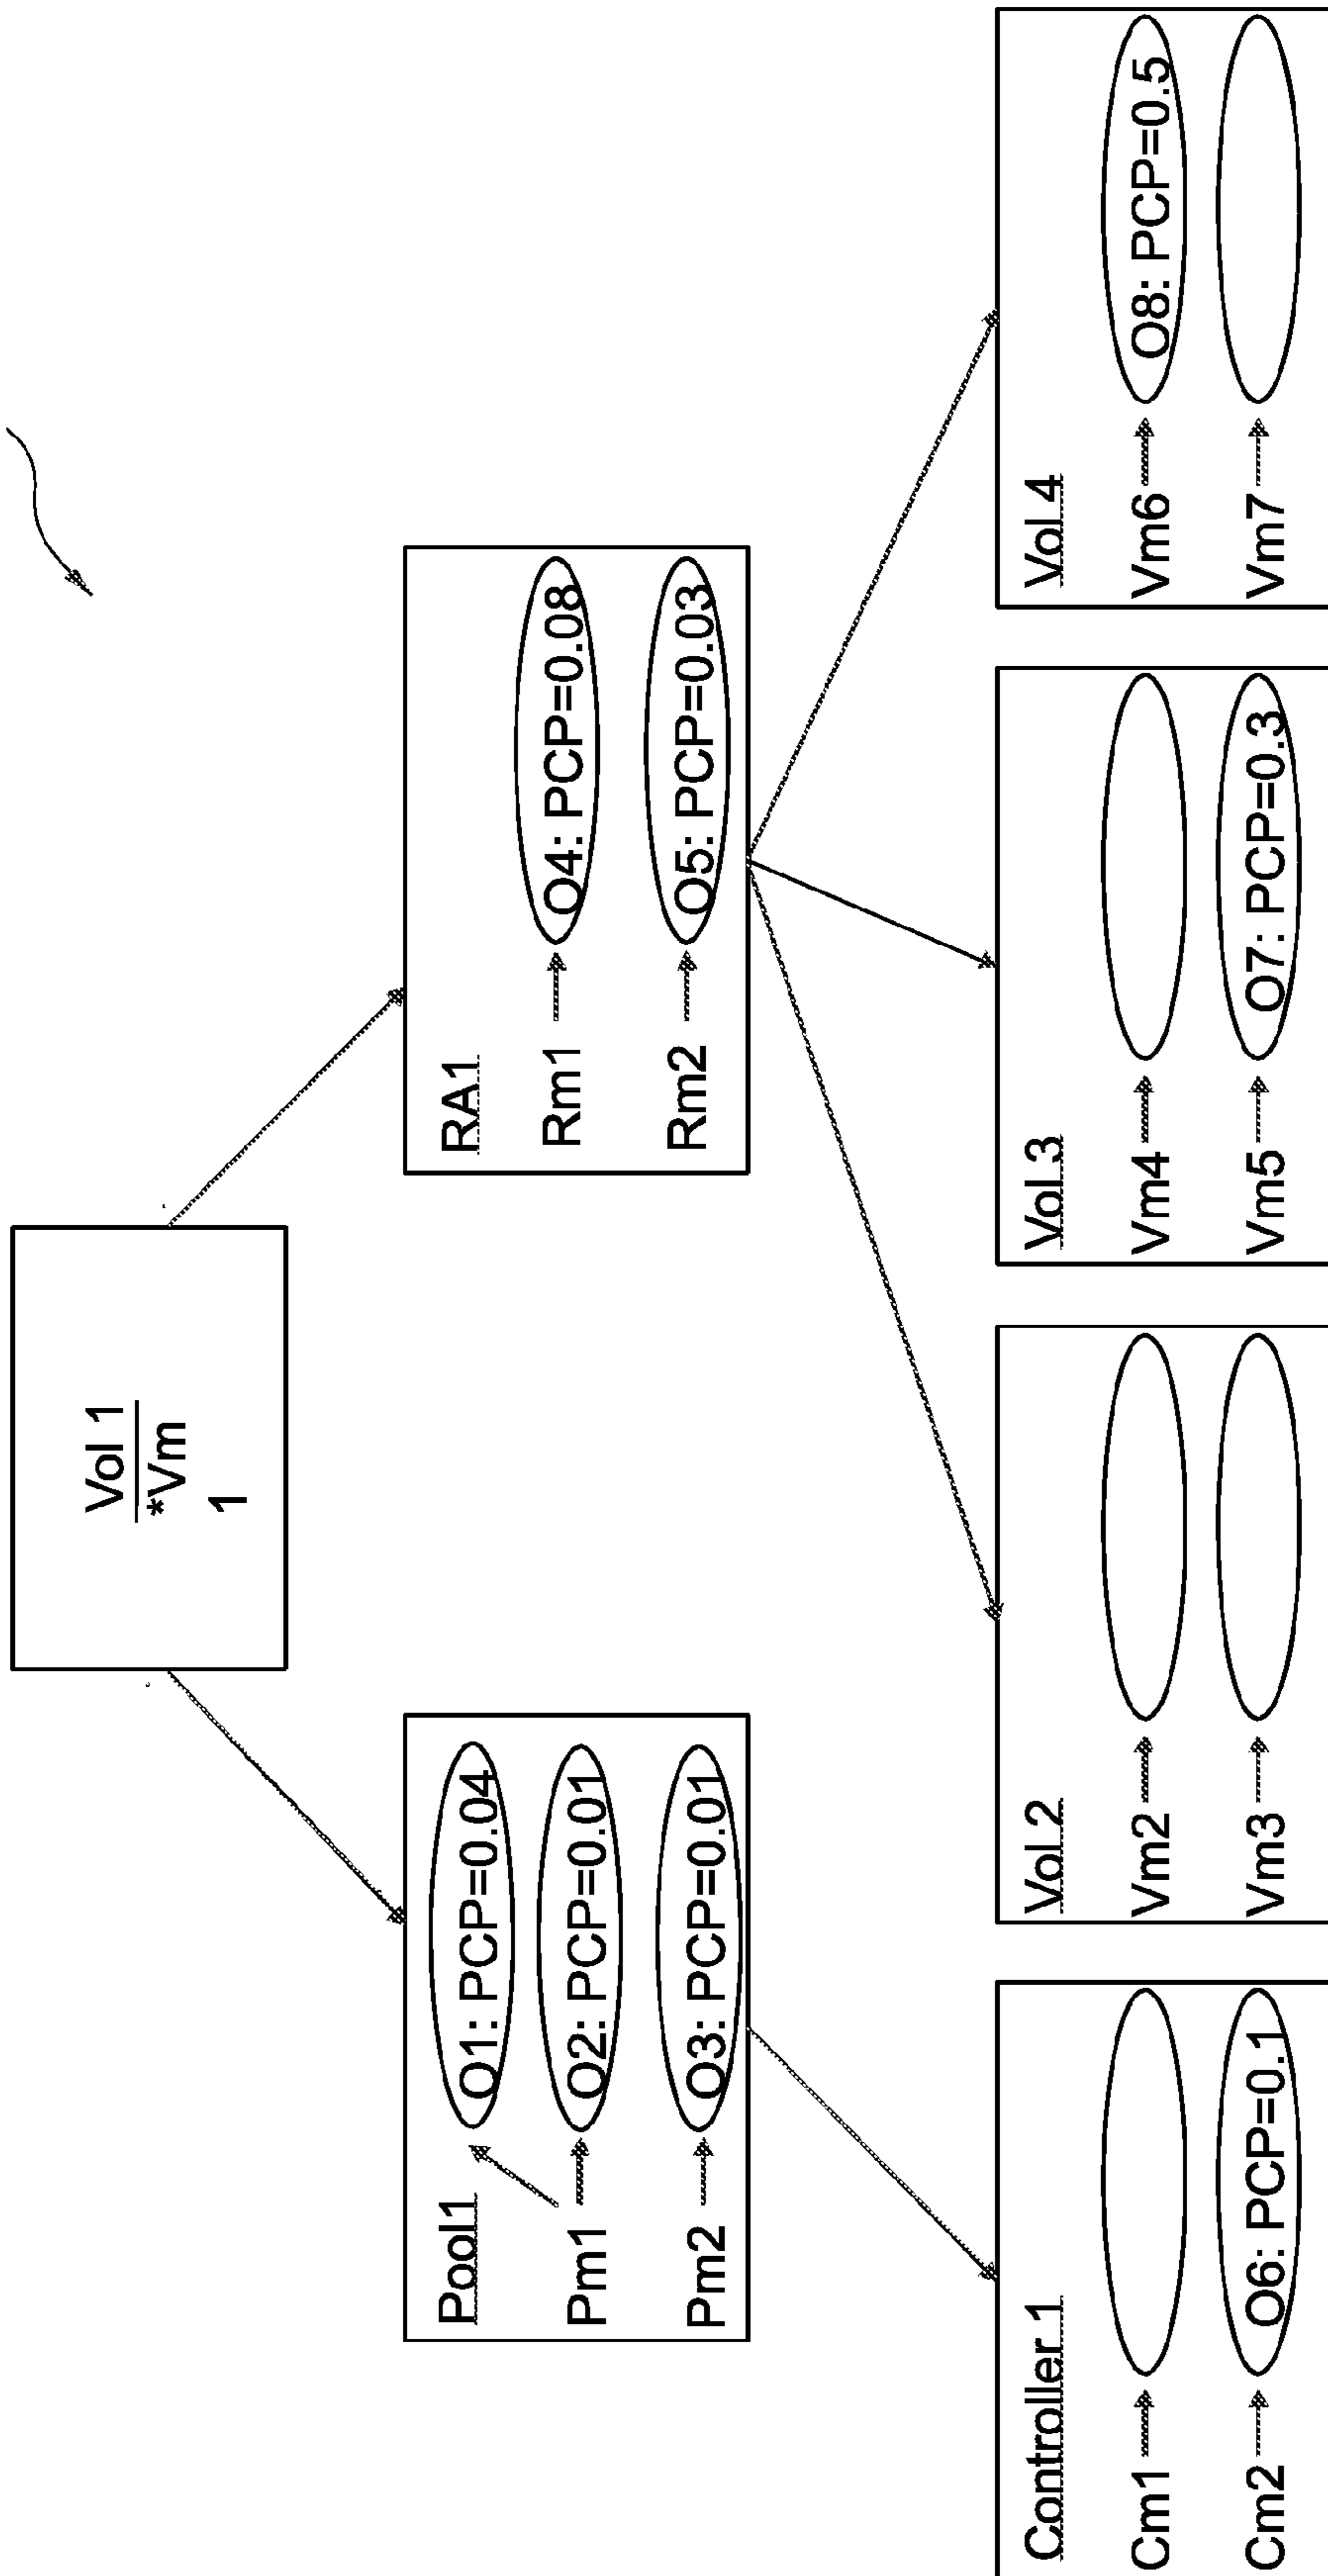 Vol 1
*Vm
1
Pool1
O1: PCP=0.04
Pm1
O2: PCP=0.01
Pm2
O3: PCP=0.01
RA1
Rm1
O4: PCP=0.08
Rm2
O5: PCP=0.03
Controller 1
Cm1
Cm2
O6: PCP=0.1
Vol 2
Vm2
Vm3
Vol 3
Vm4
Vm5
O7: PCP=0.3
Vol 4
Vm6
O8: PCP=0.5
Vm7